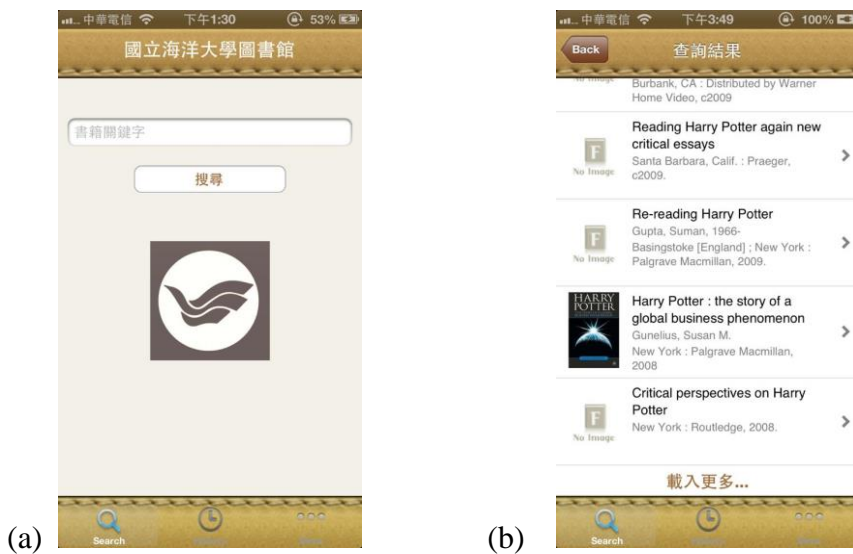 中華電信 下午1:30 53%
國立海洋大學圖書館
書籍關鍵字
搜尋
Search
(a)
中華電信 下午3:49 100%
Back 查詢結果
No Image
Burbank, CA : Distributed by Warner
Home Video, c2009
Reading Harry Potter again new
critical essays
Santa Barbara, Calif. : Praeger,
c2009.
F
No Image
Re-reading Harry Potter
Gupta, Suman, 1966-
Basingstoke [England] ; New York :
Palgrave Macmillan, 2009.
F
No Image
Harry Potter : the story of a
global business phenomenon
Gunelius, Susan M.
New York : Palgrave Macmillan,
2008
HARRY
POTTER
Critical perspectives on Harry
Potter
New York : Routledge, 2008.
F
No Image
載入更多...
Search
(b)